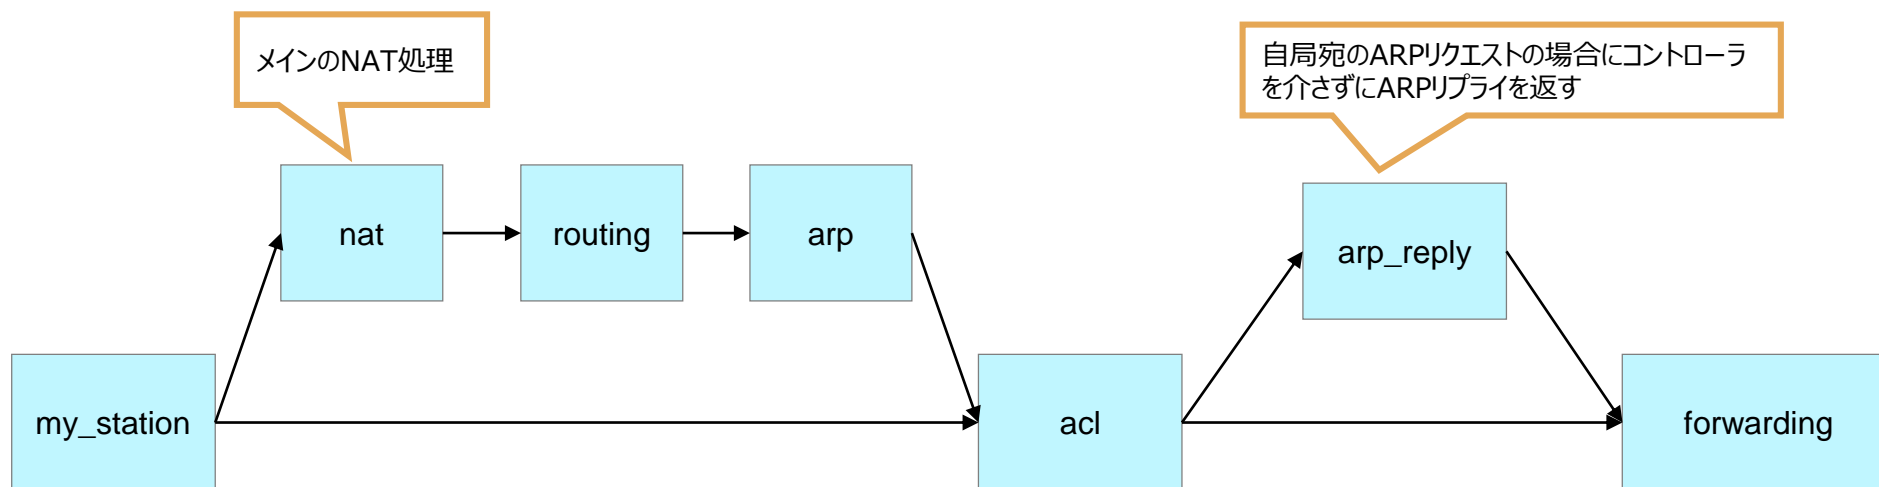 メインのNAT処理
自局宛のARPリクエストの場合にコントローラ
を介さずにARPリプライを返す
nat
routing
arp
arp_reply
my_station
acl
forwarding